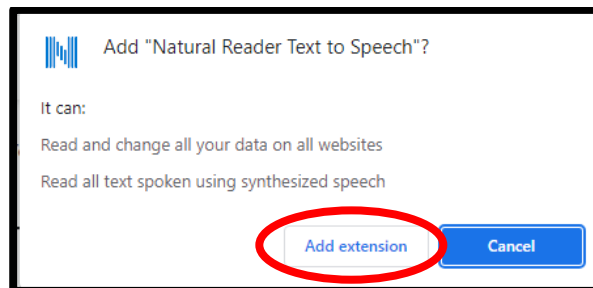 Add "Natural Reader Text to Speech"?
It can:
Read and change all your data on all websites
Read all text spoken using synthesized speech
Add extension
Cancel